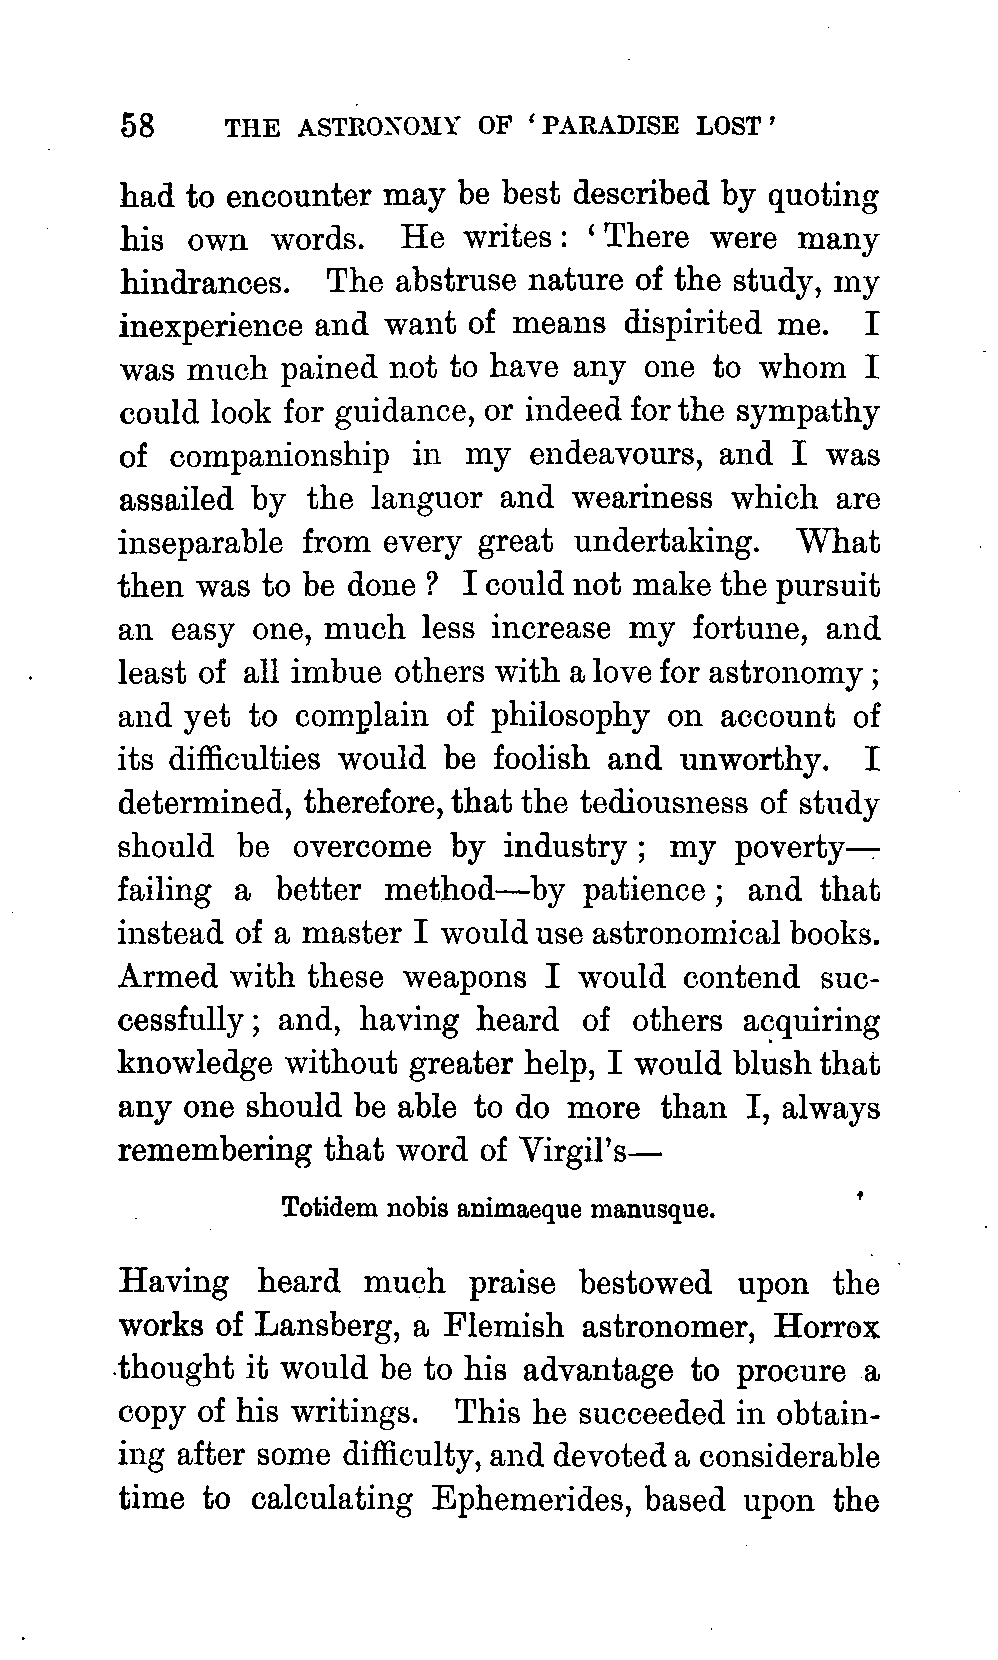 58 THE ASTRONOMY OF ‘PARADISE LOST’
had to encounter may be best described by quoting
his own words. He writes: ‘There were many
hindrances. The abstruse nature of the study, my
inexperience and want of means dispirited me. I
was much pained not to have any one to whom I
could look for guidance, or indeed for the sympathy
of companionship in my endeavours, and I was
assailed by the languor and weariness which are
inseparable from every great undertaking. What
then was to be done? I could not make the pursuit
an easy one, much less increase my fortune, and
least of all imbue others with a love for astronomy;
and yet to complain of philosophy on account of
its difficulties would be foolish and unworthy. I
determined, therefore, that the tediousness of study
should be overcome by industry; my poverty—
failing a better method—by patience; and that
instead of a master I would use astronomical books.
Armed with these weapons I would contend suc-
cessfully; and, having heard of others acquiring
knowledge without greater help, I would blush that
any one should be able to do more than I, always
remembering that word of Virgil’s—
Totidem nobis animaeque manusque.’
Having heard much praise bestowed upon the
works of Lansberg, a Flemish astronomer, Horrox
thought it would be to his advantage to procure a
copy of his writings. This he succeeded in obtain-
ing after some difficulty, and devoted a considerable
time to calculating Ephemerides, based upon the